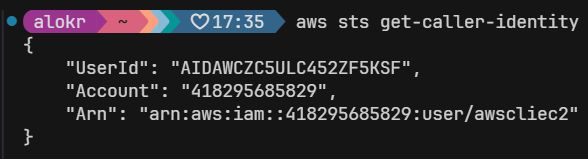 alokr ~ ♡17:35 aws sts get-caller-identity
{
    "UserId": "AIDAWCZC5ULC452ZF5KSF",
    "Account": "418295685829",
    "Arn": "arn:aws:iam::418295685829:user/awscliec2"
}